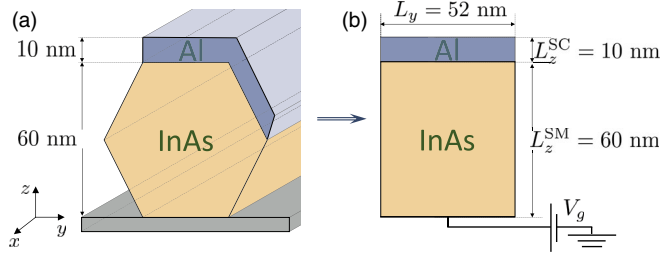 (a)
10 nm
Al
60 nm
InAs
z
x
y
(b)
L_y = 52 nm
Al
L_z^SC = 10 nm
InAs
L_z^SM = 60 nm
V_g